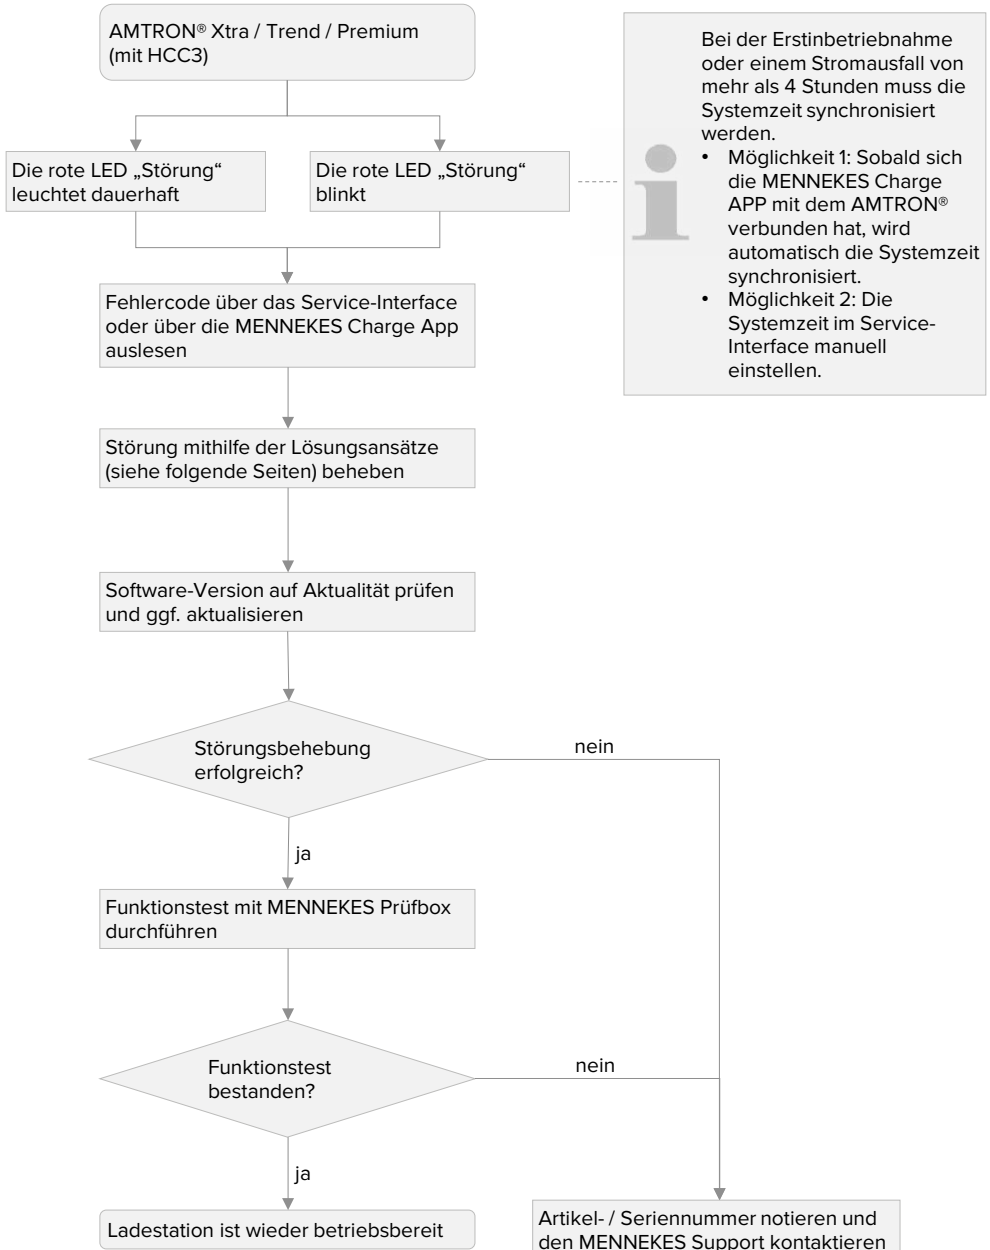 AMTRON® Xtra / Trend / Premium
(mit HCC3)
Die rote LED „Störung“
leuchtet dauerhaft
Die rote LED „Störung“
blinkt
Bei der Erstinbetriebnahme
oder einem Stromausfall von
mehr als 4 Stunden muss die
Systemzeit synchronisiert
werden.
• Möglichkeit 1: Sobald sich
die MENNEKES Charge
APP mit dem AMTRON®
verbunden hat, wird
automatisch die Systemzeit
synchronisiert.
• Möglichkeit 2: Die
Systemzeit im Service-
Interface manuell
einstellen.
Fehlercode über das Service-Interface
oder über die MENNEKES Charge App
auslesen
Störung mithilfe der Lösungsansätze
(siehe folgende Seiten) beheben
Software-Version auf Aktualität prüfen
und ggf. aktualisieren
Störungsbehebung
erfolgreich?
nein
ja
Funktionstest mit MENNEKES Prüfbox
durchführen
Funktionstest
bestanden?
nein
ja
Ladestation ist wieder betriebsbereit
Artikel- / Seriennummer notieren und
den MENNEKES Support kontaktieren